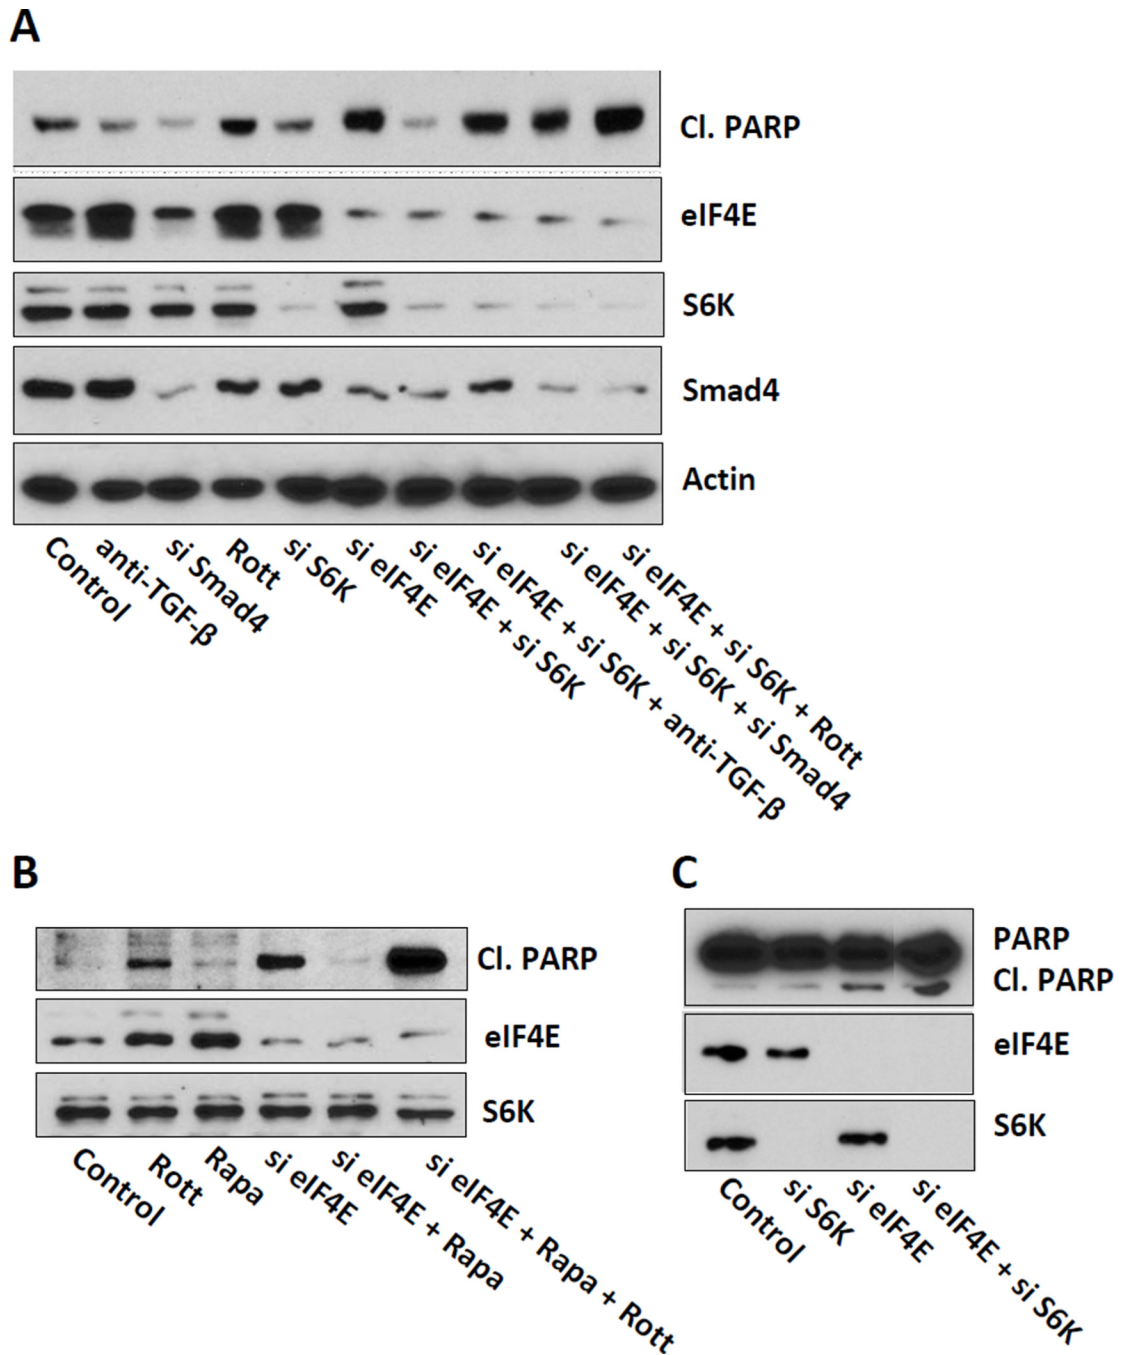 A
Cl. PARP
eIF4E
S6K
Smad4
Actin
Control
anti-TGF-β
si Smad4
Rott
si S6K
si eIF4E
si eIF4E + si S6K
si eIF4E + si S6K + anti-TGF-β
si eIF4E + si S6K + si Smad4
si eIF4E + si S6K + Rott
B
Cl. PARP
eIF4E
S6K
Control
Rott
Rapa
si eIF4E
si eIF4E + Rapa
si eIF4E + Rapa + Rott
C
PARP
Cl. PARP
eIF4E
S6K
Control
si S6K
si eIF4E
si eIF4E + si S6K